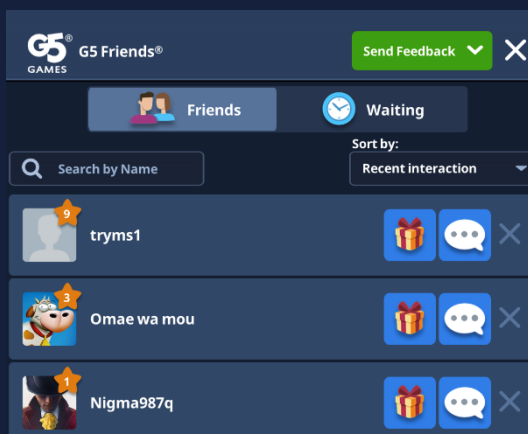 G5®
GAMES
G5 Friends®
Send Feedback
Friends
Waiting
Sort by:
Search by Name
Recent interaction
9
tryms1
3
Omae wa mou
1
Nigma987q